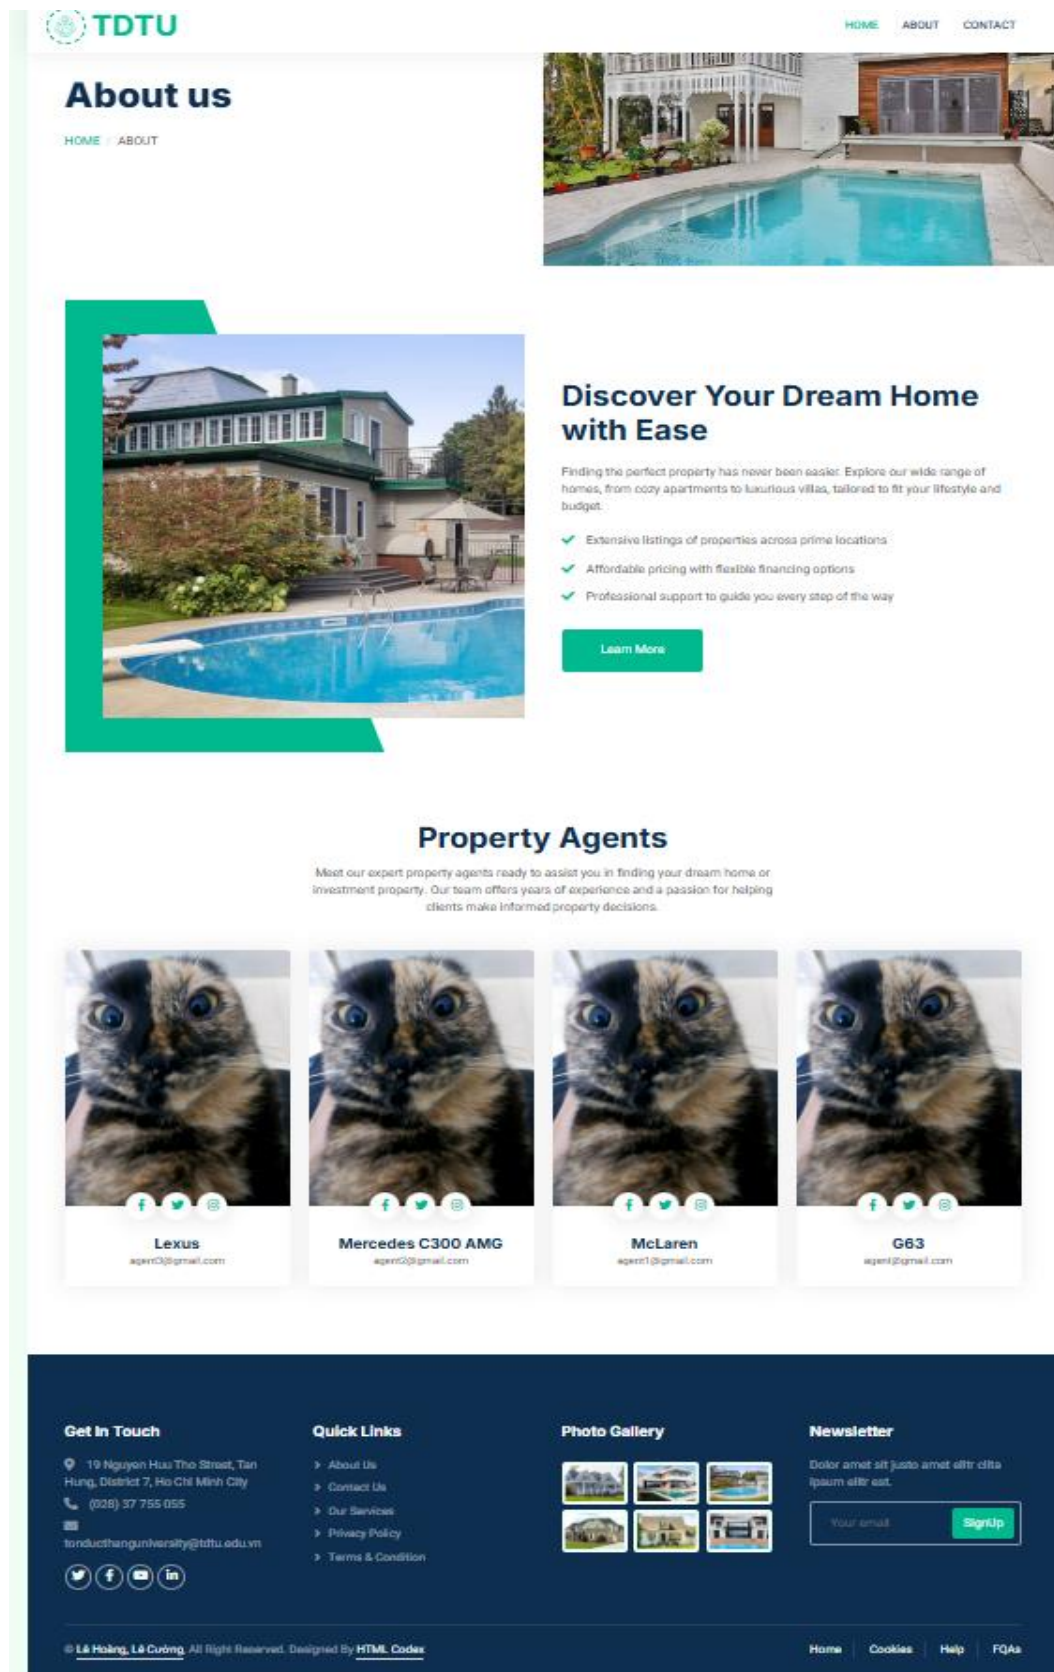 TDTU
HOME ABOUT CONTACT
About us
HOME / ABOUT
Discover Your Dream Home
with Ease
Finding the perfect property has never been easier. Explore our wide range of
homes, from cozy apartments to luxurious villas, tailored to fit your lifestyle and
budget.
Extensive listings of properties across prime locations
Affordable pricing with flexible financing options
Professional support to guide you every step of the way
Learn More
Property Agents
Meet our expert property agents ready to assist you in finding your dream home or
investment property. Our team offers years of experience and a passion for helping
clients make informed property decisions.
Lexus
agent3@gmail.com
Mercedes C300 AMG
agent2@gmail.com
McLaren
agent1@gmail.com
G63
agent@gmail.com
Get In Touch
19 Nguyen Huu Tho Street, Tan
Hung, District 7, Ho Chi Minh City
(028) 37 755 055
tonducthanguniversity@tdtu.edu.vn
Quick Links
About Us
Contact Us
Our Services
Privacy Policy
Terms & Condition
Photo Gallery
Newsletter
Dolor amet sit justo amet elitr clita
ipsum elitr est.
Your email
SignUp
© Lê Hoàng, Lê Cường, All Right Reserved. Designed By HTML Codex
Home Cookies Help FQAs